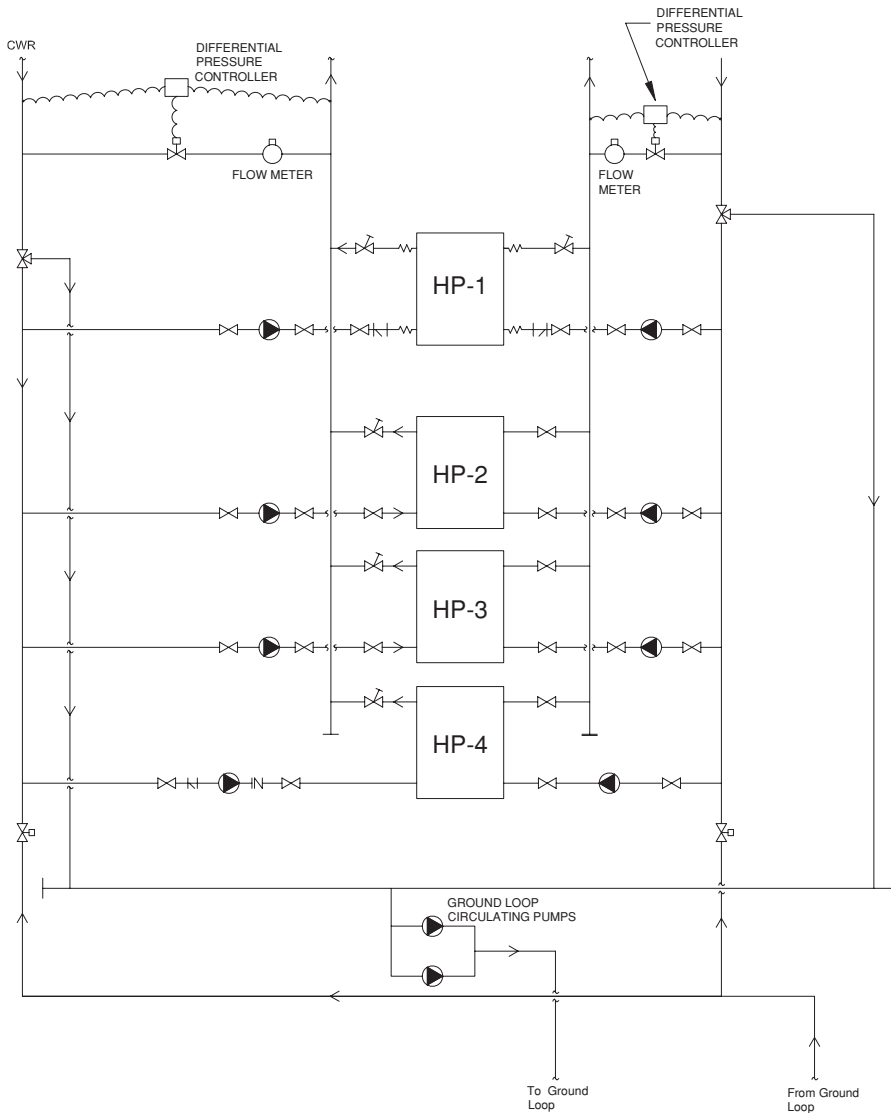 CWR
DIFFERENTIAL
PRESSURE
CONTROLLER
DIFFERENTIAL
PRESSURE
CONTROLLER
FLOW METER
FLOW
METER
HP-1
HP-2
HP-3
HP-4
GROUND LOOP
CIRCULATING PUMPS
To Ground
Loop
From Ground
Loop